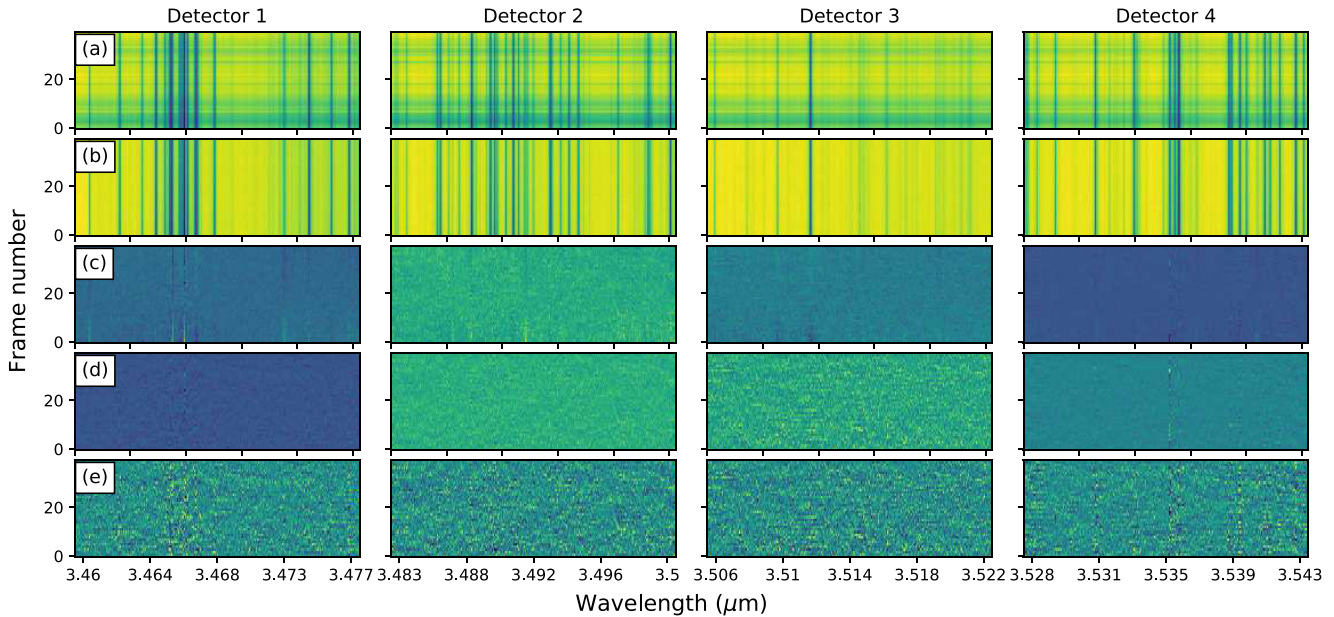 Detector 1 Detector 2 Detector 3 Detector 4
(a)
20
0
(b)
20
0
(c)
20
0
(d)
20
0
(e)
20
0
Frame number
3.46 3.464 3.468 3.473 3.477 3.483 3.488 3.492 3.496 3.5 3.506 3.51 3.514 3.518 3.522 3.528 3.531 3.535 3.539 3.543
Wavelength (μm)